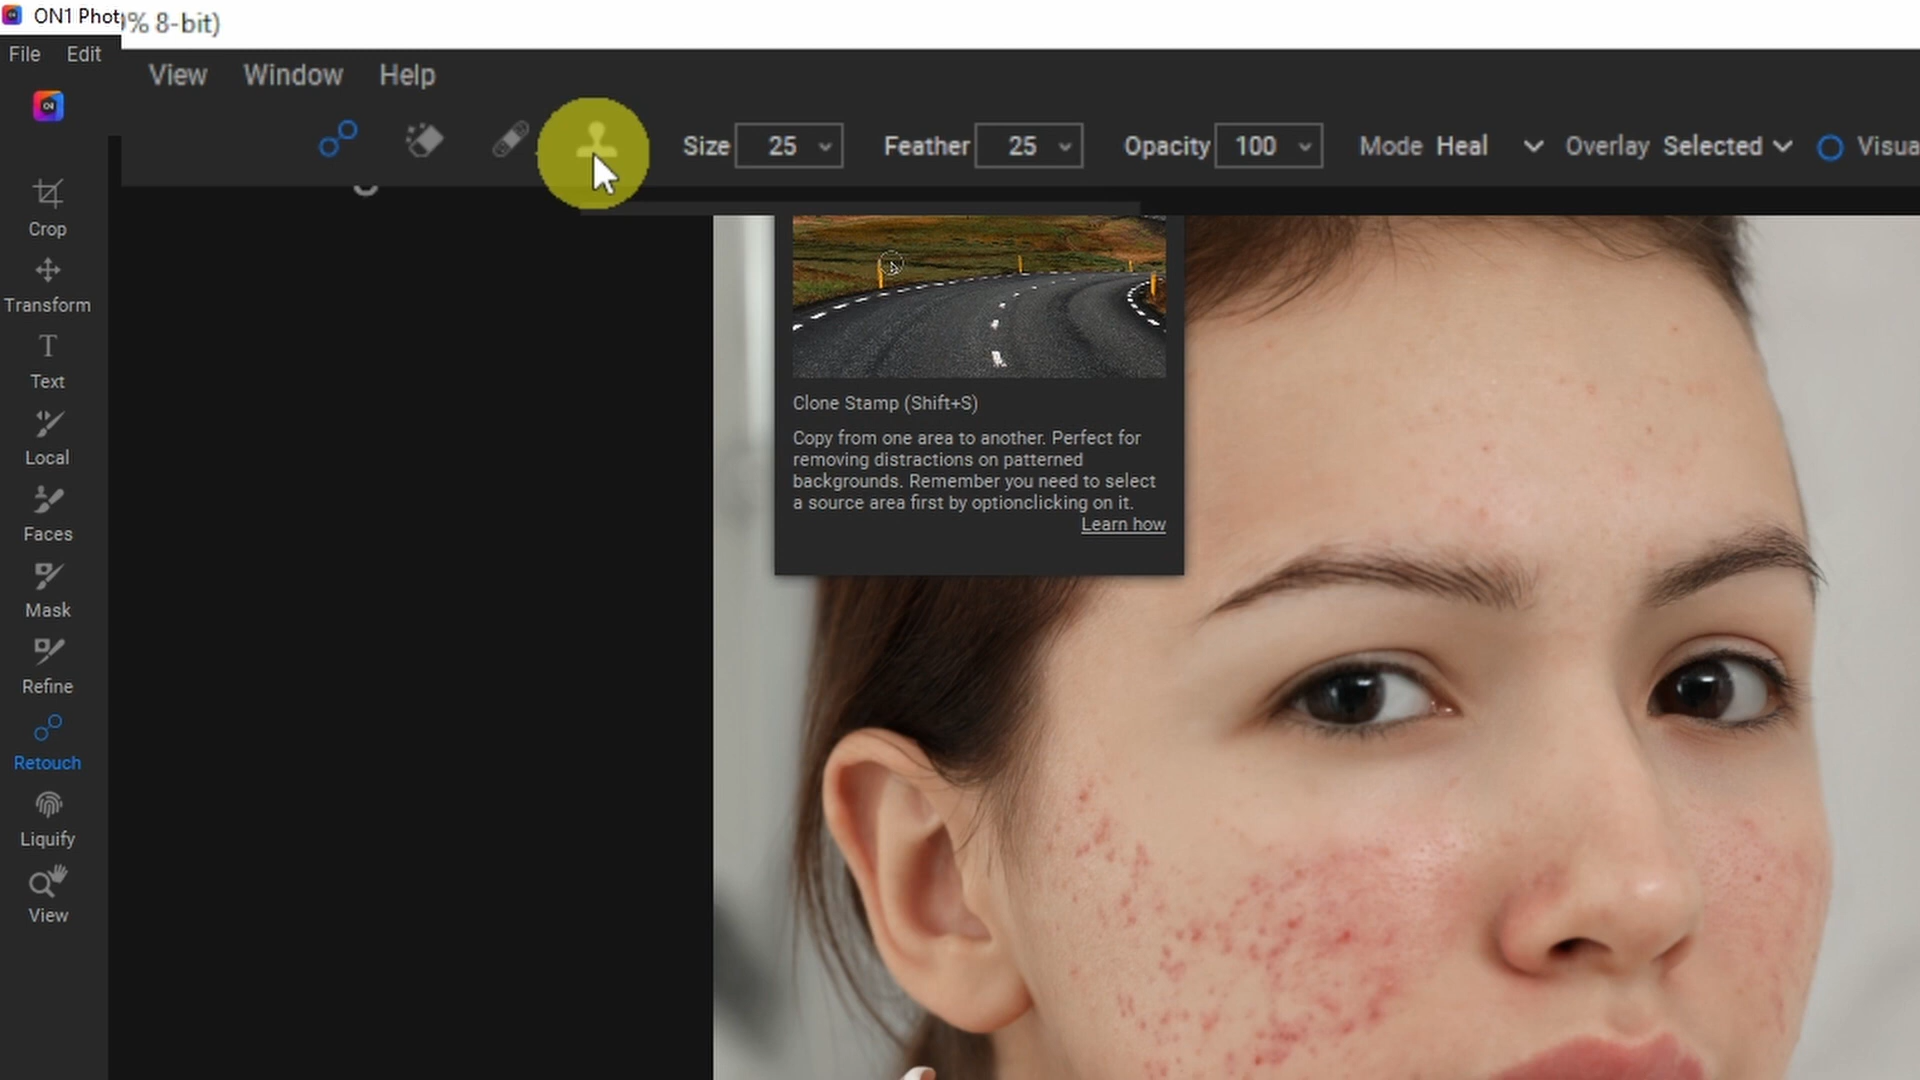 ON1 Phot
)% 8-bit)
File Edit
View Window Help
Size 25 Feather 25 Opacity 100 Mode Heal Overlay Selected Visua
Crop
Transform
Text
Local
Faces
Mask
Refine
Retouch
Liquify
View
Clone Stamp (Shift+S)
Copy from one area to another. Perfect for
removing distractions on patterned
backgrounds. Remember you need to select
a source area first by optionclicking on it.
Learn how